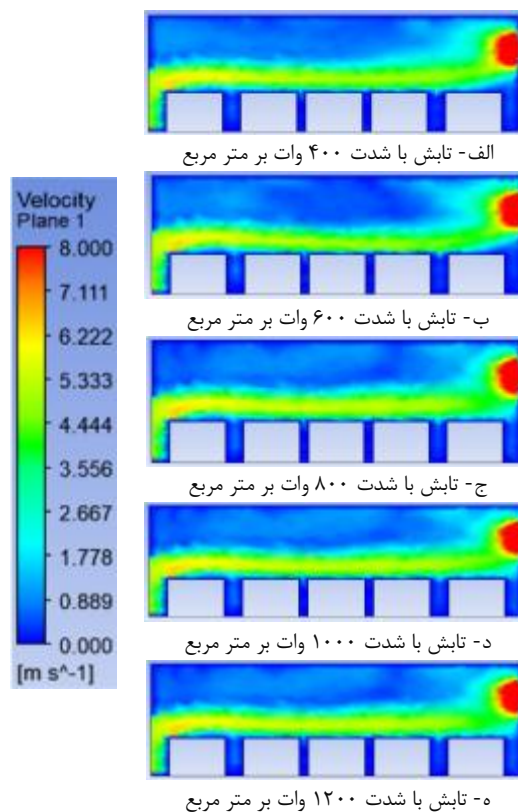 الف- تابش با شدت ۴۰۰ وات بر متر مربع
ب- تابش با شدت ۶۰۰ وات بر متر مربع
ج- تابش با شدت ۸۰۰ وات بر متر مربع
د- تابش با شدت ۱۰۰۰ وات بر متر مربع
ه- تابش با شدت ۱۲۰۰ وات بر متر مربع
Velocity
Plane 1
8.000
7.111
6.222
5.333
4.444
3.556
2.667
1.778
0.889
0.000
[m s^-1]